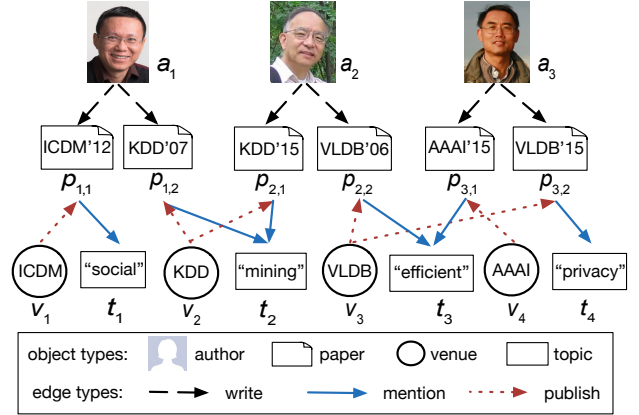 a1 a2 a3
ICDM'12 KDD'07 KDD'15 VLDB'06 AAAI'15 VLDB'15
p1,1 p1,2 p2,1 p2,2 p3,1 p3,2
ICDM "social" KDD "mining" VLDB "efficient" AAAI "privacy"
v1 t1 v2 t2 v3 t3 v4 t4
object types: author paper venue topic
edge types: write mention publish